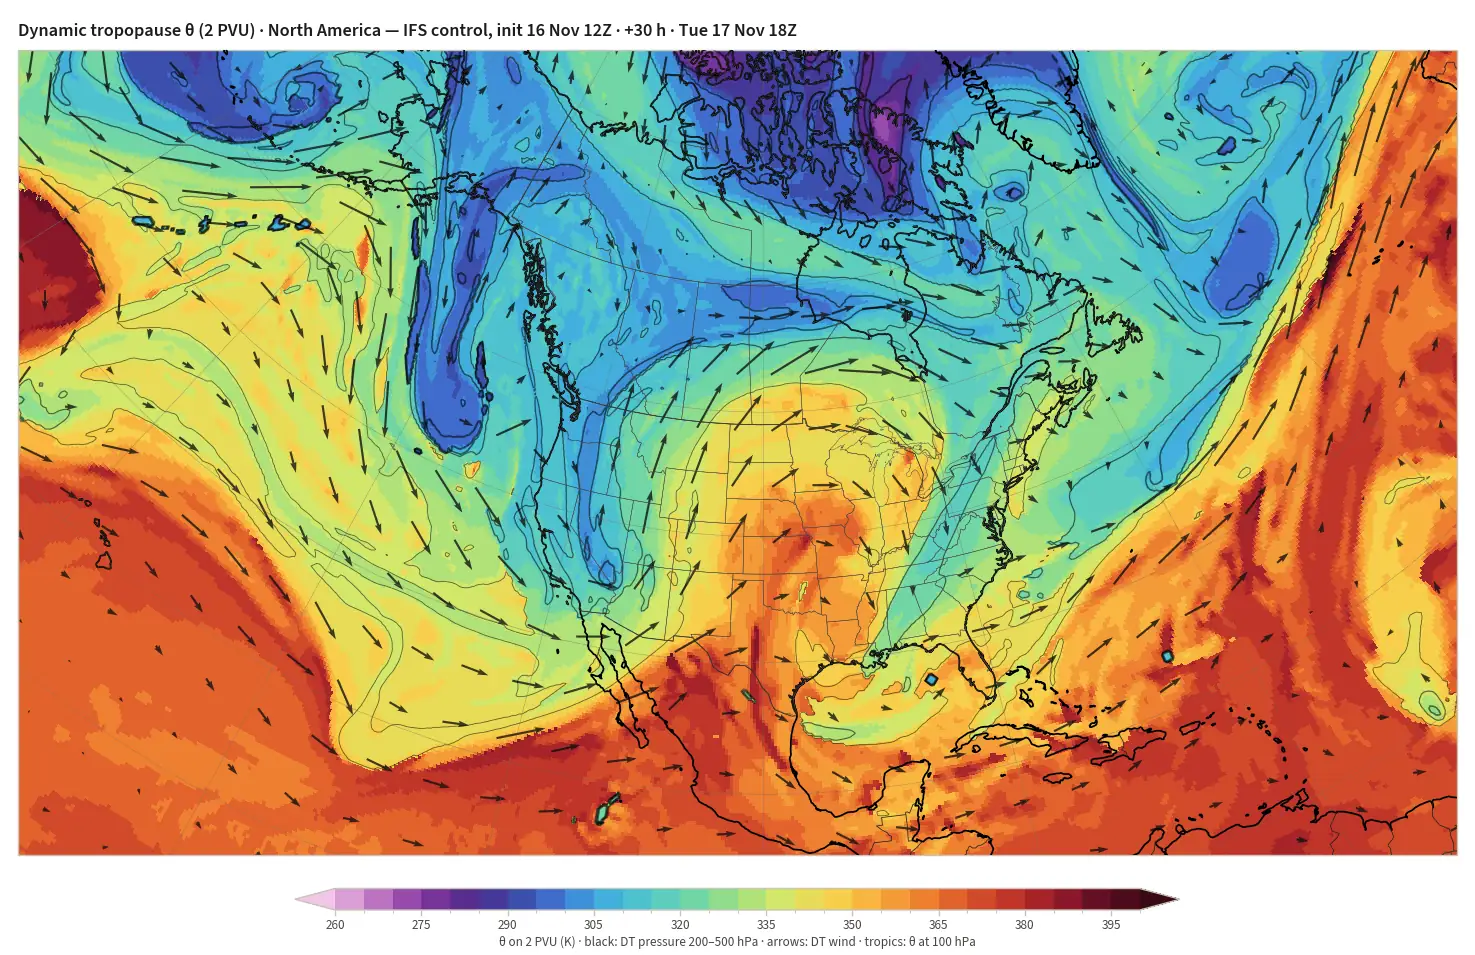 Dynamic tropopause θ (2 PVU) · North America — IFS control, init 16 Nov 12Z · +30 h · Tue 17 Nov 18Z
260 275 290 305 320 335 350 365 380 395
θ on 2 PVU (K) · black: DT pressure 200–500 hPa · arrows: DT wind · tropics: θ at 100 hPa